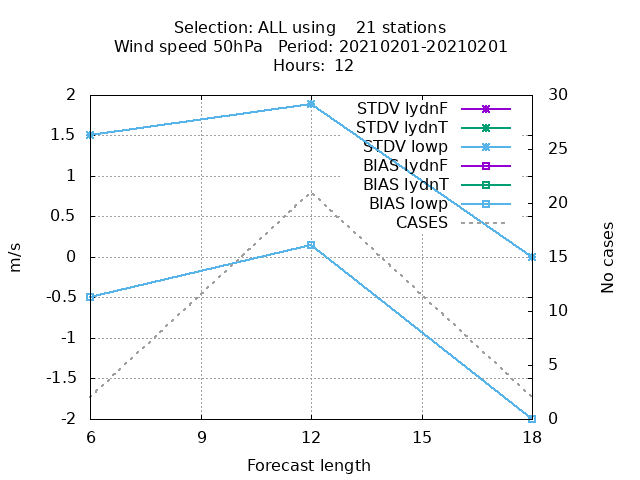 Selection: ALL using    21 stations
Wind speed 50hPa   Period: 20210201-20210201
Hours:  12
2
1.5
1
0.5
0
-0.5
-1
-1.5
-2
30
25
20
15
10
5
0
STDV lydnF
STDV lydnT
STDV lowp
BIAS lydnF
BIAS lydnT
BIAS lowp
CASES
m/s
No cases
6 9 12 15 18
Forecast length